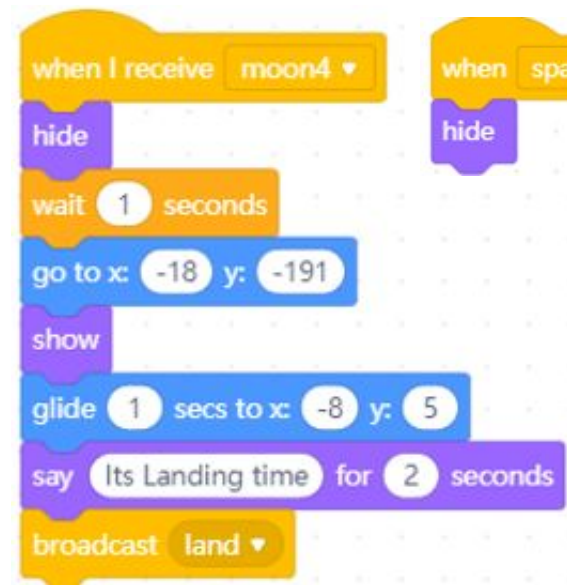 when I receive moon4
hide
wait 1 seconds
go to x: -18 y: -191
show
glide 1 secs to x: -8 y: 5
say Its Landing time for 2 seconds
broadcast land
when
hide